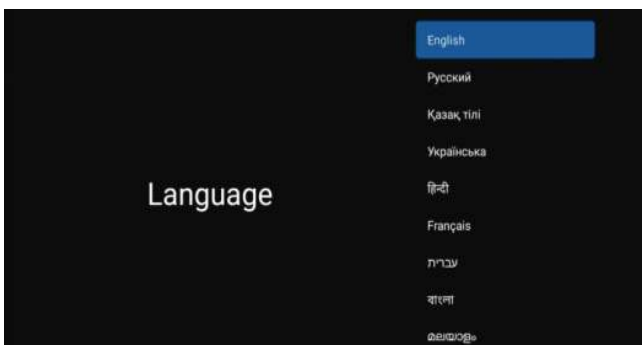 Language
English
Русский
Қазақ тілі
Українська
हिन्दी
Français
עברית
বাংলা
മലയാളം